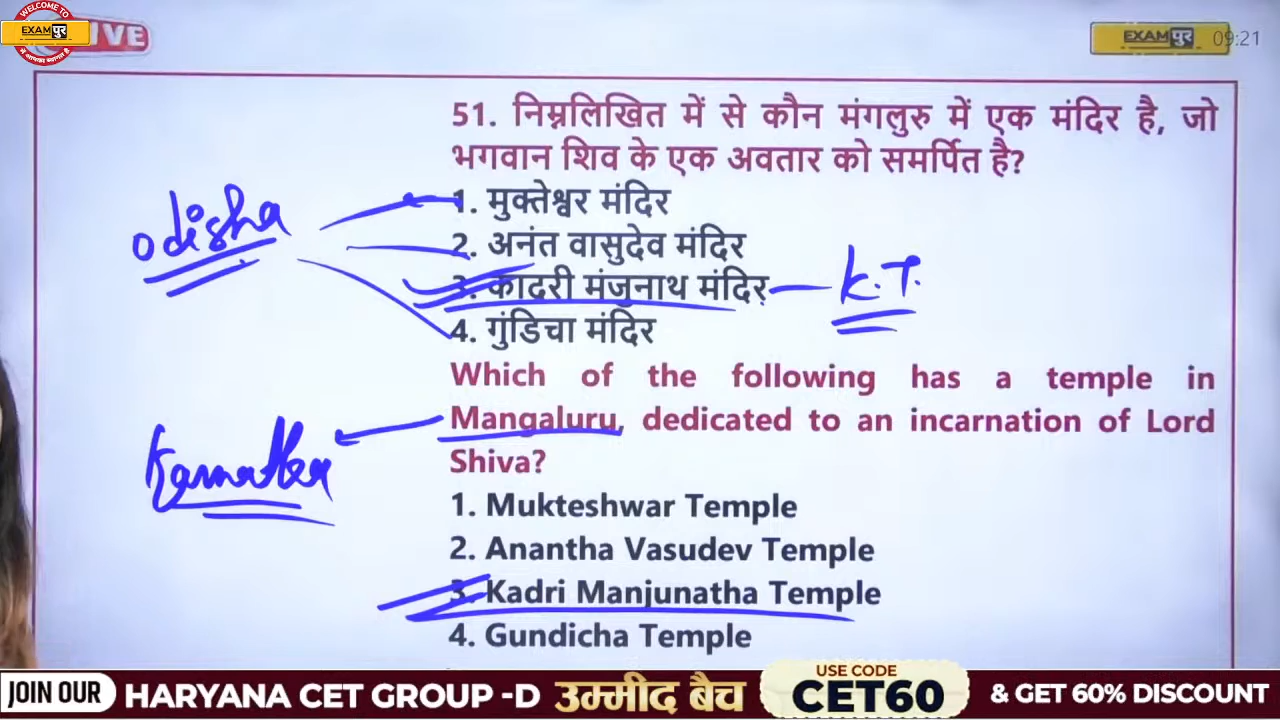 WELCOME TO
EXAMपुर
में आपका स्वागत है
LIVE
EXAMपुर
09:21
51. निम्नलिखित में से कौन मंगलुरु में एक मंदिर है, जो
भगवान शिव के एक अवतार को समर्पित है?
1. मुक्तेश्वर मंदिर
2. अनंत वासुदेव मंदिर
3. कादरी मंजुनाथ मंदिर
4. गुंडिचा मंदिर
odisha
K.T.
Which of the following has a temple in
Mangaluru, dedicated to an incarnation of Lord
Shiva?
Karnatka
1. Mukteshwar Temple
2. Anantha Vasudev Temple
3. Kadri Manjunatha Temple
4. Gundicha Temple
JOIN OUR HARYANA CET GROUP -D उम्मीद बैच USE CODE CET60 & GET 60% DISCOUNT